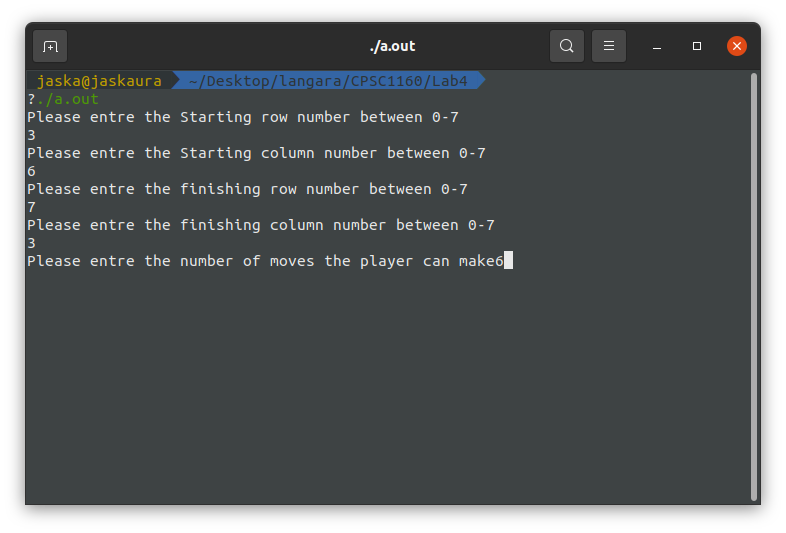 ./a.out
jaska@jaskaura ~/Desktop/langara/CPSC1160/Lab4
?./a.out
Please entre the Starting row number between 0-7
3
Please entre the Starting column number between 0-7
6
Please entre the finishing row number between 0-7
7
Please entre the finishing column number between 0-7
3
Please entre the number of moves the player can make6